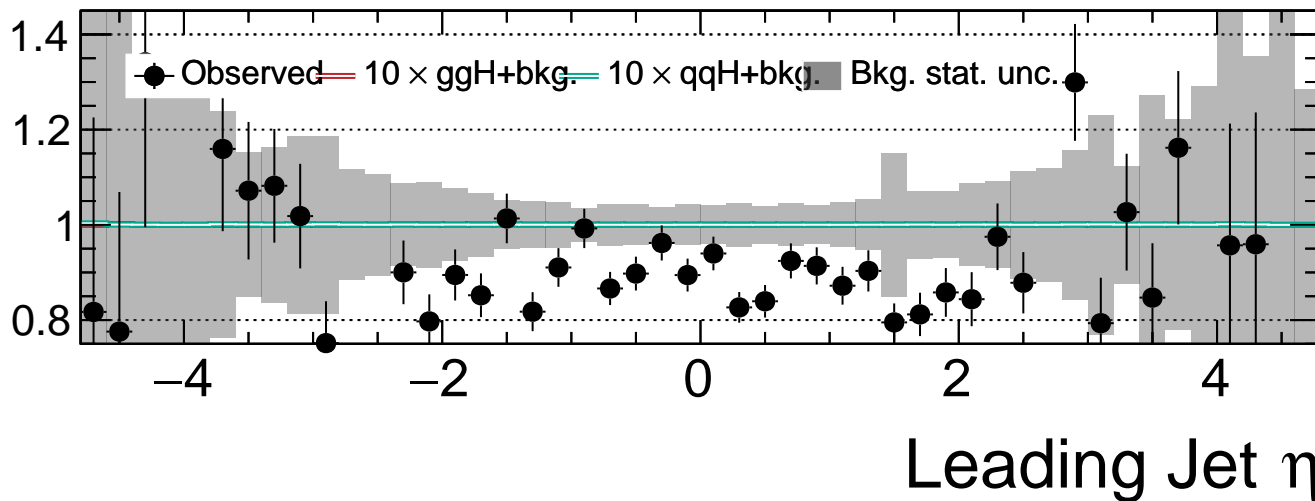 1.4
Observed 10 × ggH+bkg. 10 × qqH+bkg. Bkg. stat. unc.
1.2
1
0.8
−4 −2 0 2 4
Leading Jet η